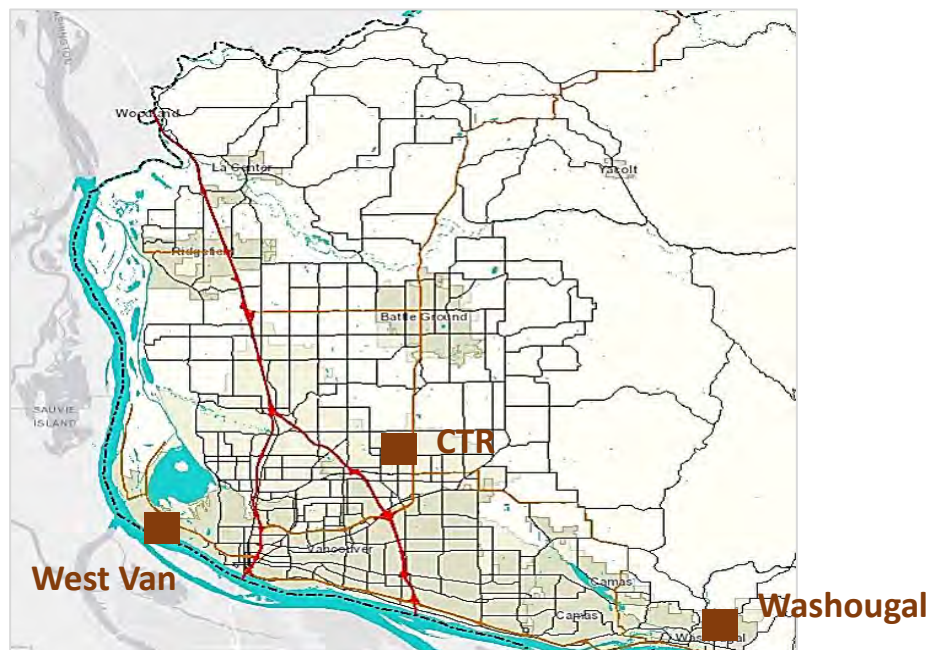 Woodland
La Center
Yacolt
Ridgefield
Battle Ground
SAUVIE
ISLAND
CTR
Vancouver
West Van
Camas
Camas
Washougal
Washougal